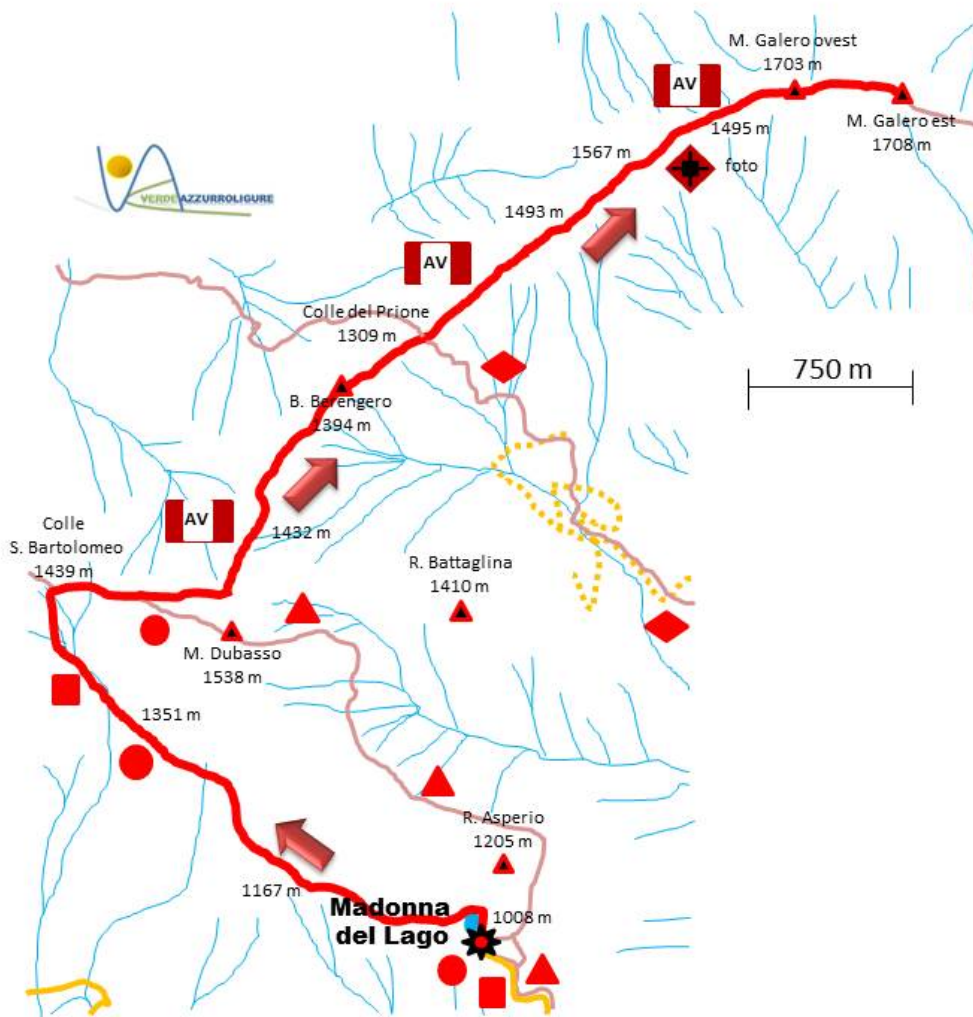 M. Galero ovest
1703 m
AV
M. Galero est
1708 m
1495 m
1567 m
foto
VERDEAZZURROLIGURE
1493 m
AV
Colle del Prione
1309 m
750 m
B. Berengero
1394 m
AV
1432 m
Colle
S. Bartolomeo
1439 m
R. Battaglina
1410 m
M. Dubasso
1538 m
1351 m
R. Asperio
1205 m
1167 m
Madonna
del Lago
1008 m